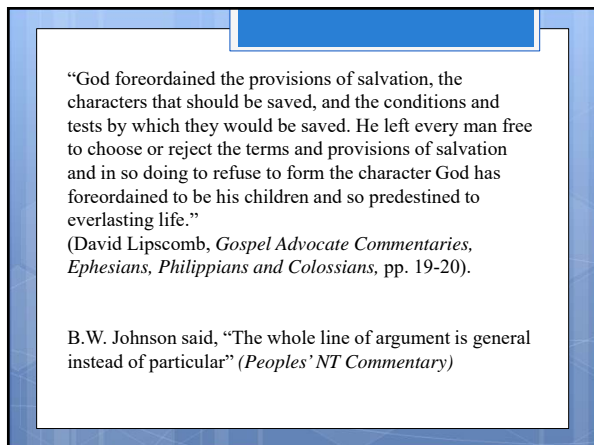 “God foreordained the provisions of salvation, the
characters that should be saved, and the conditions and
tests by which they would be saved. He left every man free
to choose or reject the terms and provisions of salvation
and in so doing to refuse to form the character God has
foreordained to be his children and so predestined to
everlasting life.”
(David Lipscomb, Gospel Advocate Commentaries,
Ephesians, Philippians and Colossians, pp. 19-20).
B.W. Johnson said, “The whole line of argument is general
instead of particular” (Peoples’ NT Commentary)